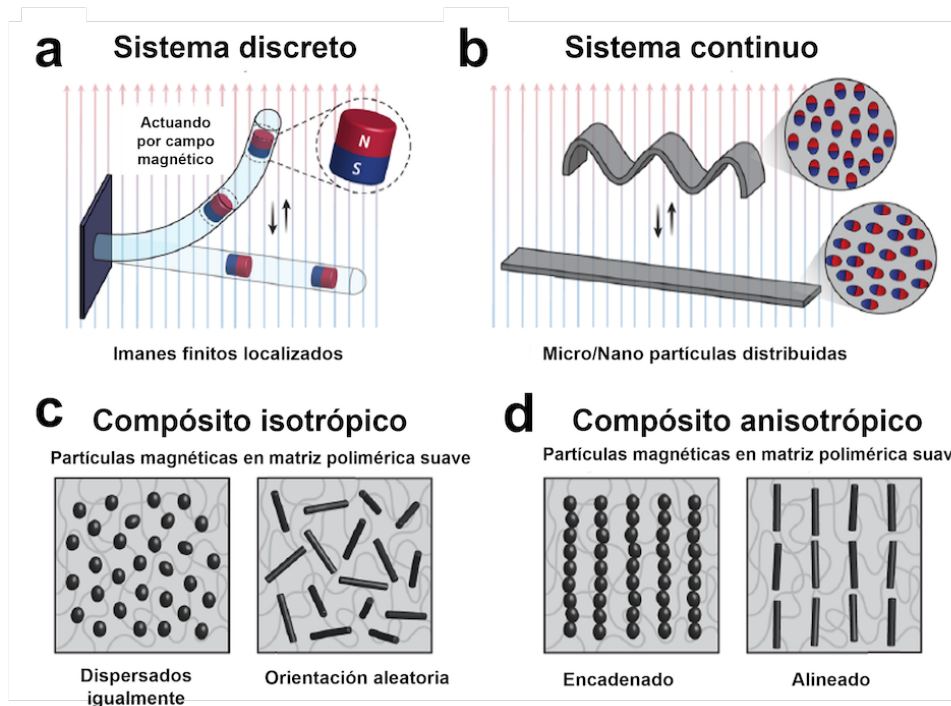 a Sistema discreto
Actuando
por campo
magnético
N
S
Imanes finitos localizados
b Sistema continuo
Micro/Nano partículas distribuidas
c Compósito isotrópico
Partículas magnéticas en matriz polimérica suave
Dispersados
igualmente
Orientación aleatoria
d Compósito anisotrópico
Partículas magnéticas en matriz polimérica suav
Encadenado
Alineado